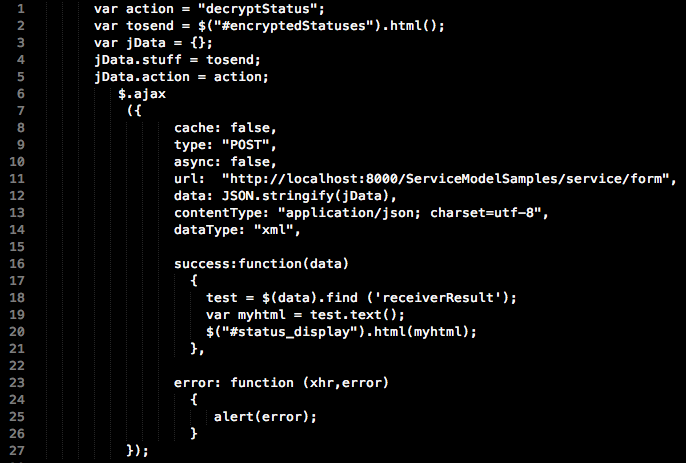 1 var action = "decryptStatus";
2 var tosend = $("#encryptedStatuses").html();
3 var jData = {};
4 jData.stuff = tosend;
5 jData.action = action;
6 $.ajax
7 ({
8 cache: false,
9 type: "POST",
10 async: false,
11 url:  "http://localhost:8000/ServiceModelSamples/service/form",
12 data: JSON.stringify(jData),
13 contentType: "application/json; charset=utf-8",
14 dataType: "xml",
15
16 success:function(data)
17 {
18 test = $(data).find ('receiverResult');
19 var myhtml = test.text();
20 $("#status_display").html(myhtml);
21 },
22
23 error: function (xhr,error)
24 {
25 alert(error);
26 }
27 });